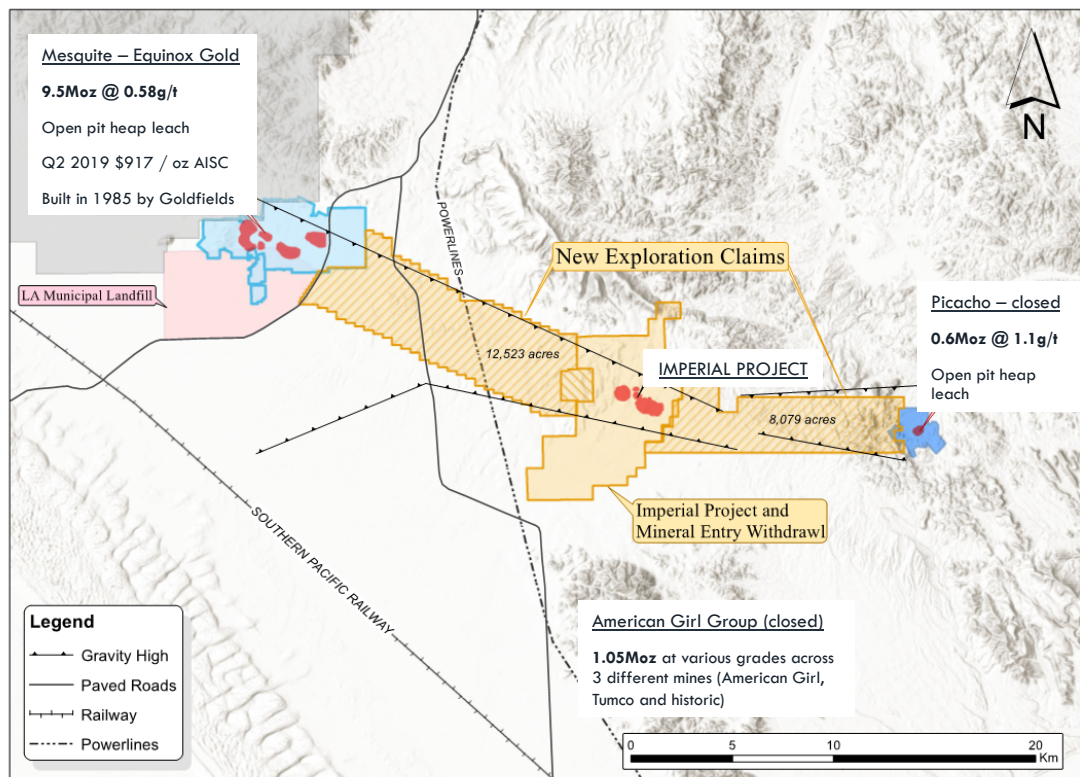 Mesquite – Equinox Gold
9.5Moz @ 0.58g/t
Open pit heap leach
Q2 2019 $917 / oz AISC
Built in 1985 by Goldfields
N
POWERLINES
New Exploration Claims
LA Municipal Landfill
Picacho – closed
0.6Moz @ 1.1g/t
Open pit heap
leach
12,523 acres
IMPERIAL PROJECT
8,079 acres
Imperial Project and
Mineral Entry Withdrawl
SOUTHERN PACIFIC RAILWAY
American Girl Group (closed)
1.05Moz at various grades across
3 different mines (American Girl,
Tumco and historic)
Legend
Gravity High
Paved Roads
Railway
Powerlines
0 5 10 20
Km